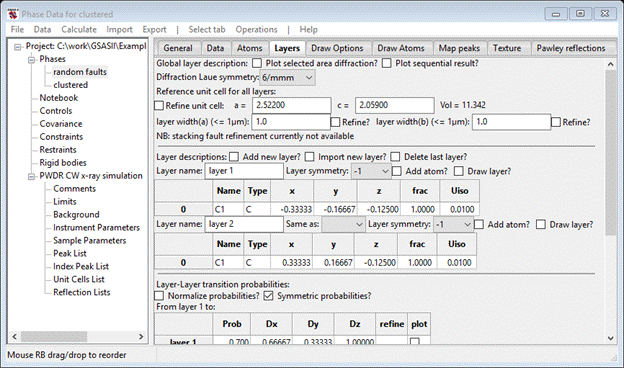 Phase Data for clustered
File Data Calculate Import Export | Select tab Operations | Help
Project: C:\work\GSASII\Exampl
Phases
random faults
clustered
Notebook
Controls
Covariance
Constraints
Restraints
Rigid bodies
PWDR CW x-ray simulation
Comments
Limits
Background
Instrument Parameters
Sample Parameters
Peak List
Index Peak List
Unit Cells List
Reflection Lists
General Data Atoms Layers Draw Options Draw Atoms Map peaks Texture Pawley reflections
Global layer description: Plot selected area diffraction? Plot sequential result?
Diffraction Laue symmetry: 6/mmm
Reference unit cell for all layers:
Refine unit cell: a = 2.52200 c = 2.05900 Vol = 11.342
layer width(a) (<= 1μm): 1.0 Refine? layer width(b) (<= 1μm): 1.0 Refine?
NB: stacking fault refinement currently not available
Layer descriptions: Add new layer? Import new layer? Delete last layer?
Layer name: layer 1 Layer symmetry: -1 Add atom? Draw layer?
Name Type x y z frac Uiso
0 C1 C -0.33333 -0.16667 -0.12500 1.0000 0.0100
Layer name: layer 2 Same as: Layer symmetry: -1 Add atom? Draw layer?
Name Type x y z frac Uiso
0 C1 C 0.33333 0.16667 -0.12500 1.0000 0.0100
Layer-Layer transition probabilities:
Normalize probabilities? Symmetric probabilities?
From layer 1 to:
Prob Dx Dy Dz refine plot
layer 1 0.700 0.66667 0.33333 1.00000
Mouse RB drag/drop to reorder